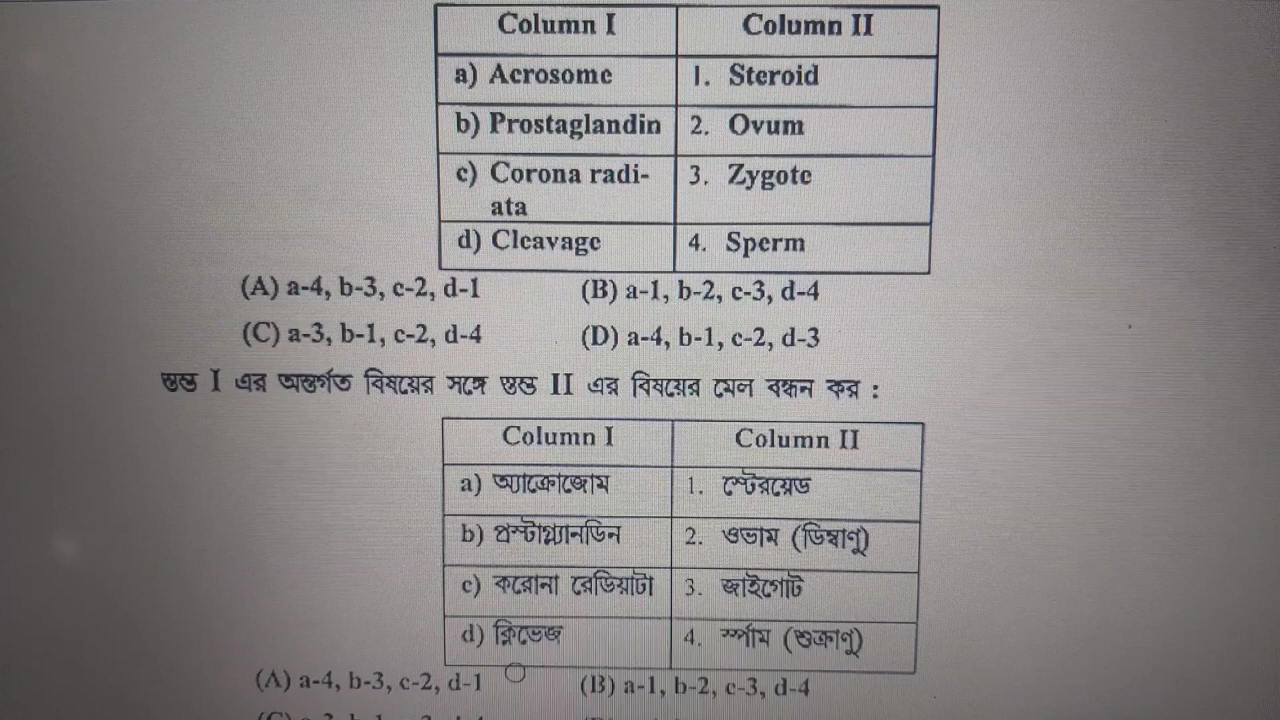 Column I Column II
a) Acrosome 1. Steroid
b) Prostaglandin 2. Ovum
c) Corona radi- 3. Zygote
ata
d) Cleavage 4. Sperm
(A) a-4, b-3, c-2, d-1 (B) a-1, b-2, c-3, d-4
(C) a-3, b-1, c-2, d-4 (D) a-4, b-1, c-2, d-3
স্তম্ভ I এর অন্তর্গত বিষয়ের সঙ্গে স্তম্ভ II এর বিষয়ের মেল বন্ধন কর :
Column I Column II
a) অ্যাক্রোজোম 1. স্টেরয়েড
b) প্রস্টাগ্ল্যানডিন 2. ওভাম (ডিম্বাণু)
c) করোনা রেডিয়াটা 3. জাইগোট
d) ক্লিভেজ 4. স্পার্ম (শুক্রাণু)
(A) a-4, b-3, c-2, d-1 (B) a-1, b-2, c-3, d-4